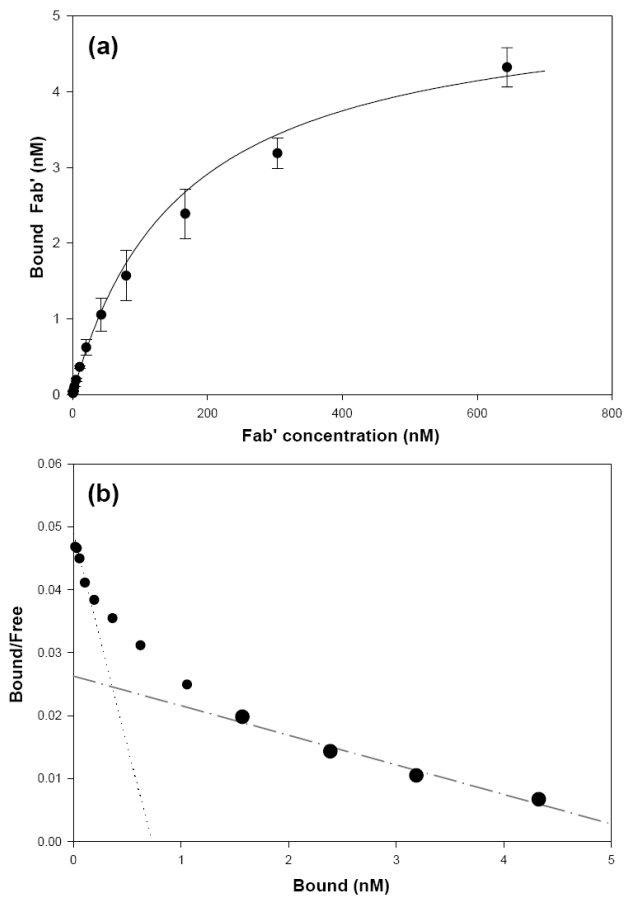 (a)
5
4
3
2
1
0
Bound Fab' (nM)
0 200 400 600 800
Fab' concentration (nM)
(b)
0.06
0.05
0.04
0.03
0.02
0.01
0.00
Bound/Free
0 1 2 3 4 5
Bound (nM)